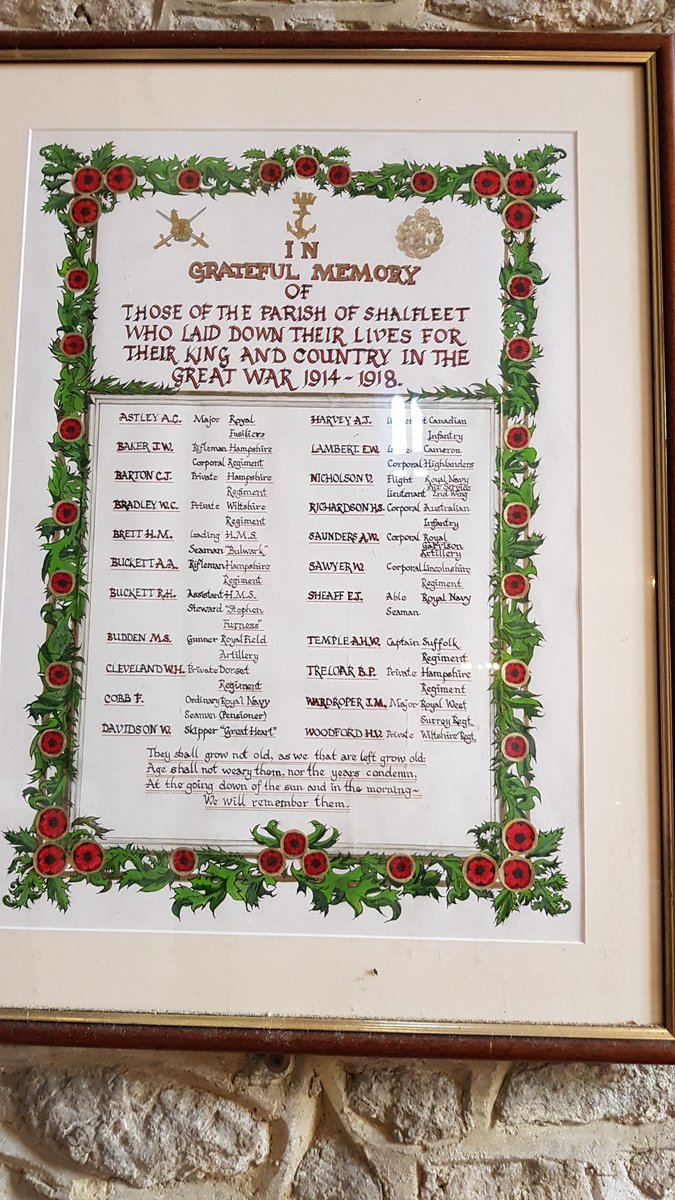 IN
GRATEFUL MEMORY
OF
THOSE OF THE PARISH OF SHALFLEET
WHO LAID DOWN THEIR LIVES FOR
THEIR KING AND COUNTRY IN THE
GREAT WAR 1914-1918.
ASTLEY A.C. Major Royal
Fusiliers
BAKER J.W. Rifleman Hampshire
Corporal Regiment
BARTON C.J. Private Hampshire
Regiment
BRADLEY W.C. Private Wiltshire
Regiment
BRETT H.M. Leading H.M.S.
Seaman "Bulwark"
BUCKETT A.A. Rifleman Hampshire
Regiment
BUCKETT R.H. Assistant H.M.S.
Steward "Stephen
Furness"
BUDDEN M.S. Gunner Royal Field
Artillery
CLEVELAND W.H. Private Dorset
Regiment
COBB F. Ordinary Royal Navy
Seamen (Pensioner)
DAVIDSON W. Skipper "Great Heart"
HARVEY A.J. Canadian
Infantry
LAMBERT E.W. Cameron
Corporal Highlanders
NICHOLSON V. Flight Royal Navy
Air Service
Lieutenant 2nd Wing
RICHARDSON H.S. Corporal Australian
Infantry
SAUNDERS A.W. Corporal Royal
Garrison
Artillery
SAWYER W. Corporal Lincolnshire
Regiment
SHEAFF E.J. Able Royal Navy
Seaman
TEMPLE A.H.W. Captain Suffolk
Regiment
TRELOAR B.P. Private Hampshire
Regiment
WARDROPER J.M. Major Royal West
Surrey Regt.
WOODFORD H.V. Private Wiltshire Regt.
They shall grow not old, as we that are left grow old:
Age shall not weary them, nor the years condemn.
At the going down of the sun and in the morning~
We will remember them.